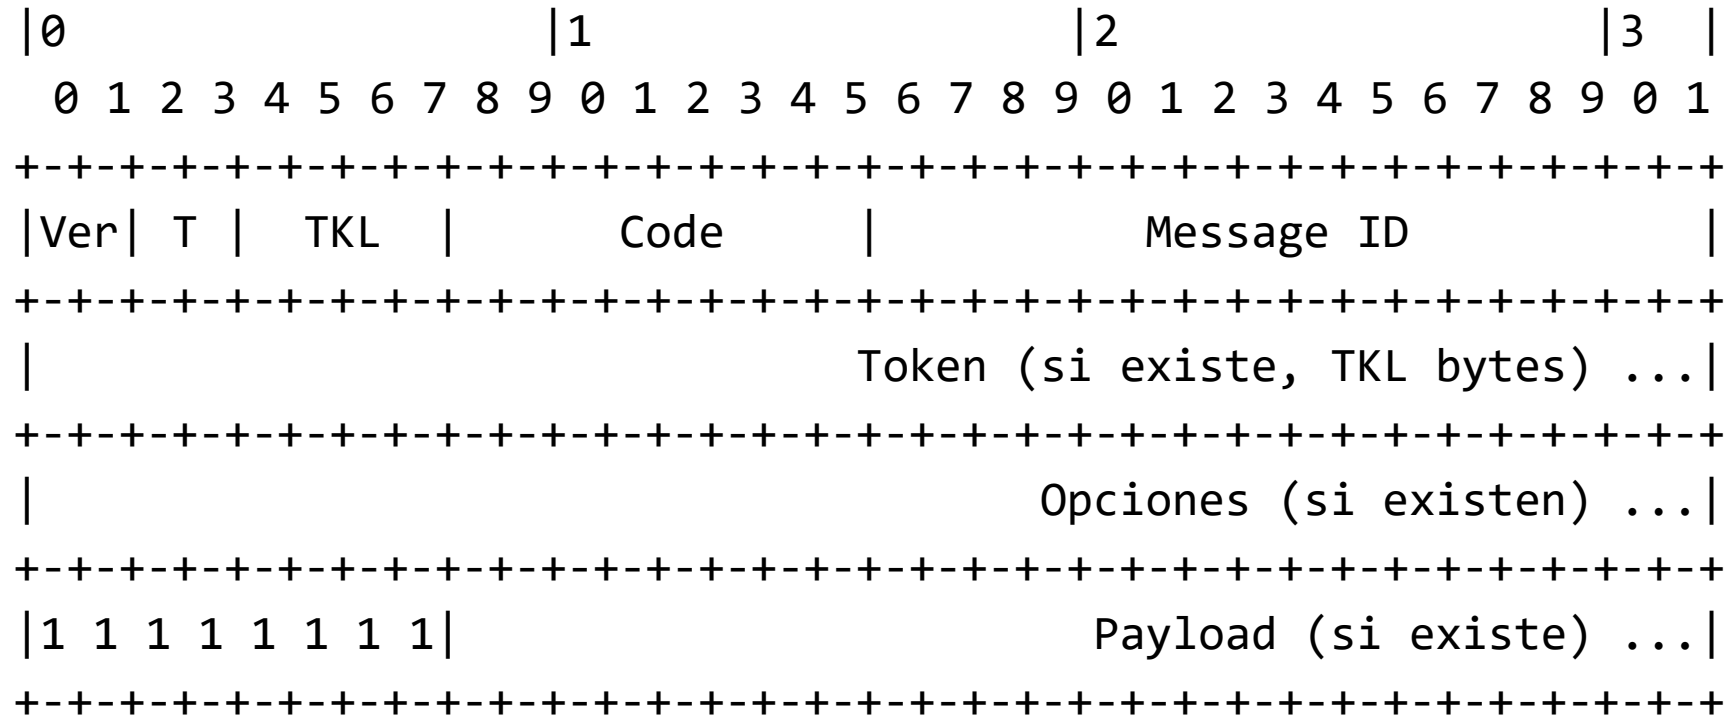 |0                   |1                   |2                   |3  |
 0 1 2 3 4 5 6 7 8 9 0 1 2 3 4 5 6 7 8 9 0 1 2 3 4 5 6 7 8 9 0 1
+-+-+-+-+-+-+-+-+-+-+-+-+-+-+-+-+-+-+-+-+-+-+-+-+-+-+-+-+-+-+-+-+
|Ver| T |  TKL  |      Code     |          Message ID           |
+-+-+-+-+-+-+-+-+-+-+-+-+-+-+-+-+-+-+-+-+-+-+-+-+-+-+-+-+-+-+-+-+
|                               Token (si existe, TKL bytes) ...|
+-+-+-+-+-+-+-+-+-+-+-+-+-+-+-+-+-+-+-+-+-+-+-+-+-+-+-+-+-+-+-+-+
|                                      Opciones (si existen) ...|
+-+-+-+-+-+-+-+-+-+-+-+-+-+-+-+-+-+-+-+-+-+-+-+-+-+-+-+-+-+-+-+-+
|1 1 1 1 1 1 1 1|                        Payload (si existe) ...|
+-+-+-+-+-+-+-+-+-+-+-+-+-+-+-+-+-+-+-+-+-+-+-+-+-+-+-+-+-+-+-+-+